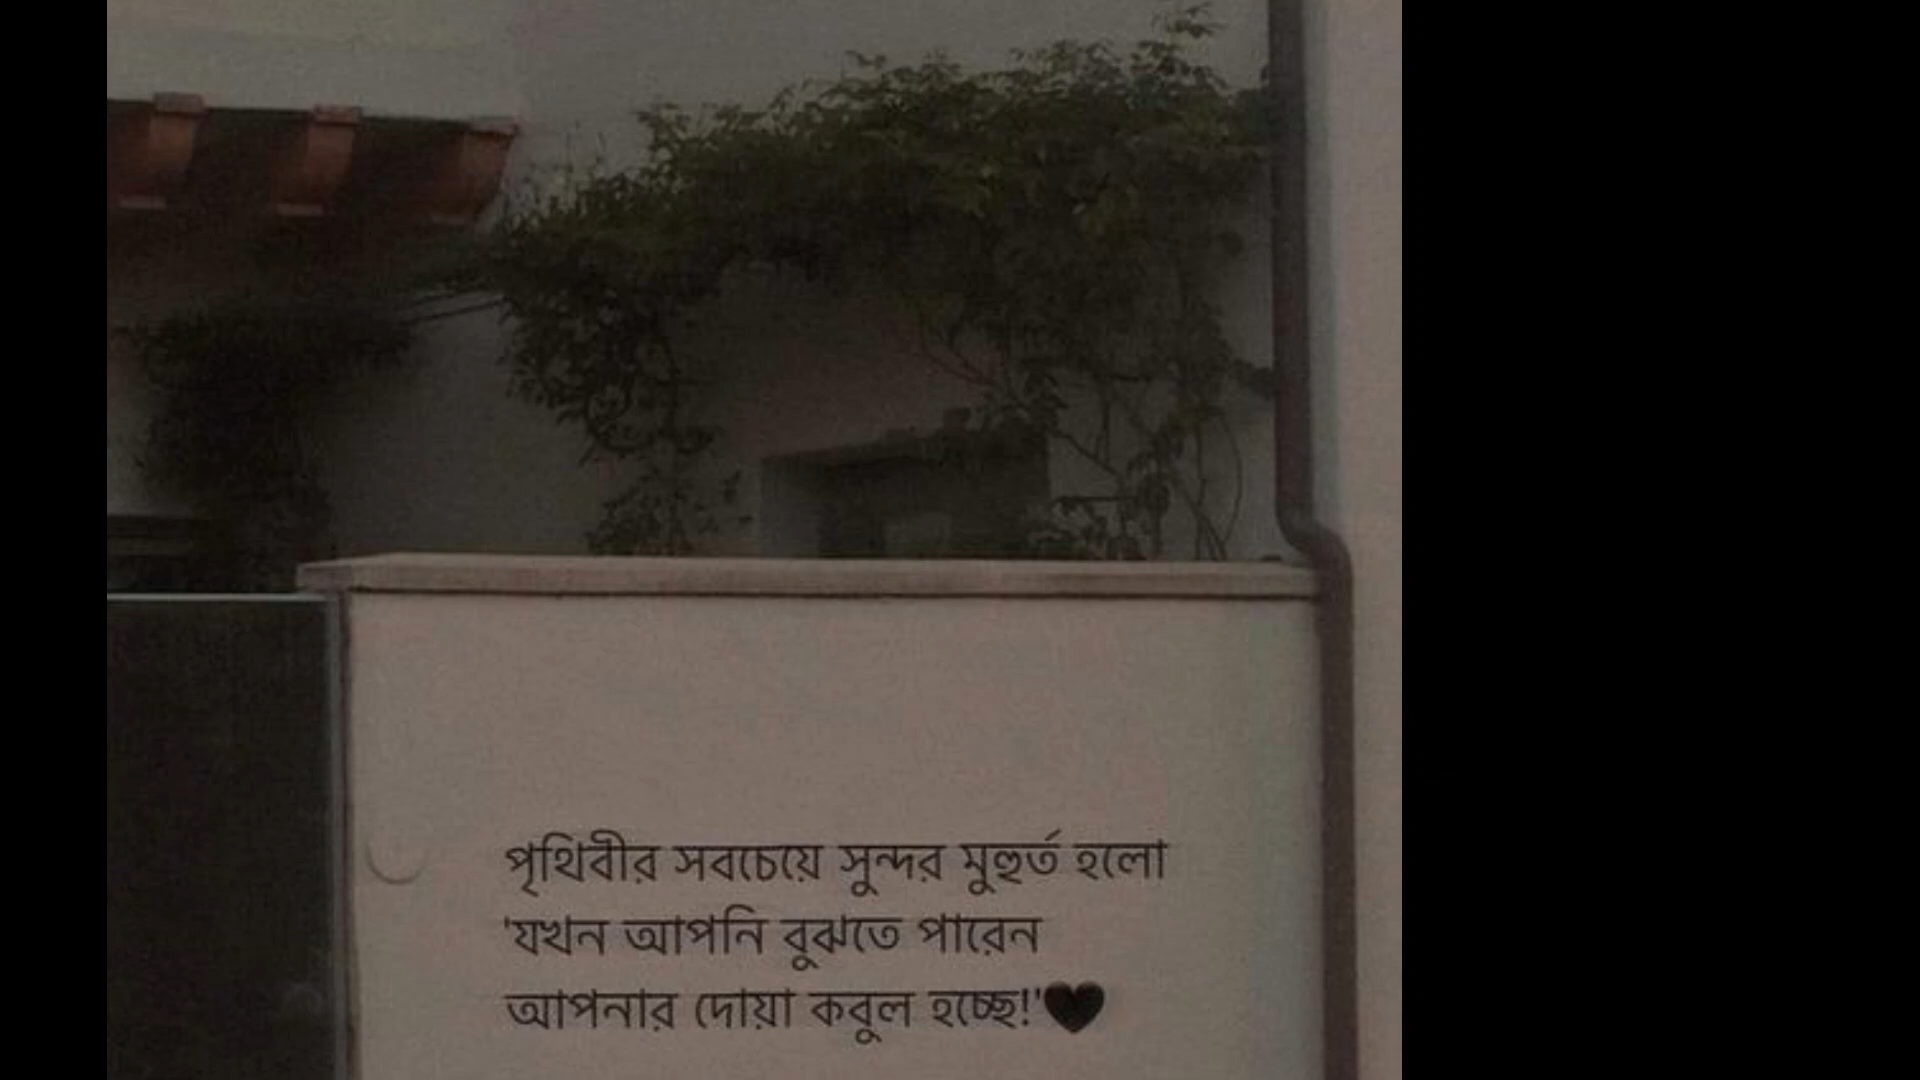 পৃথিবীর সবচেয়ে সুন্দর মুহুর্ত হলো
'যখন আপনি বুঝতে পারেন
আপনার দোয়া কবুল হচ্ছে!'🖤